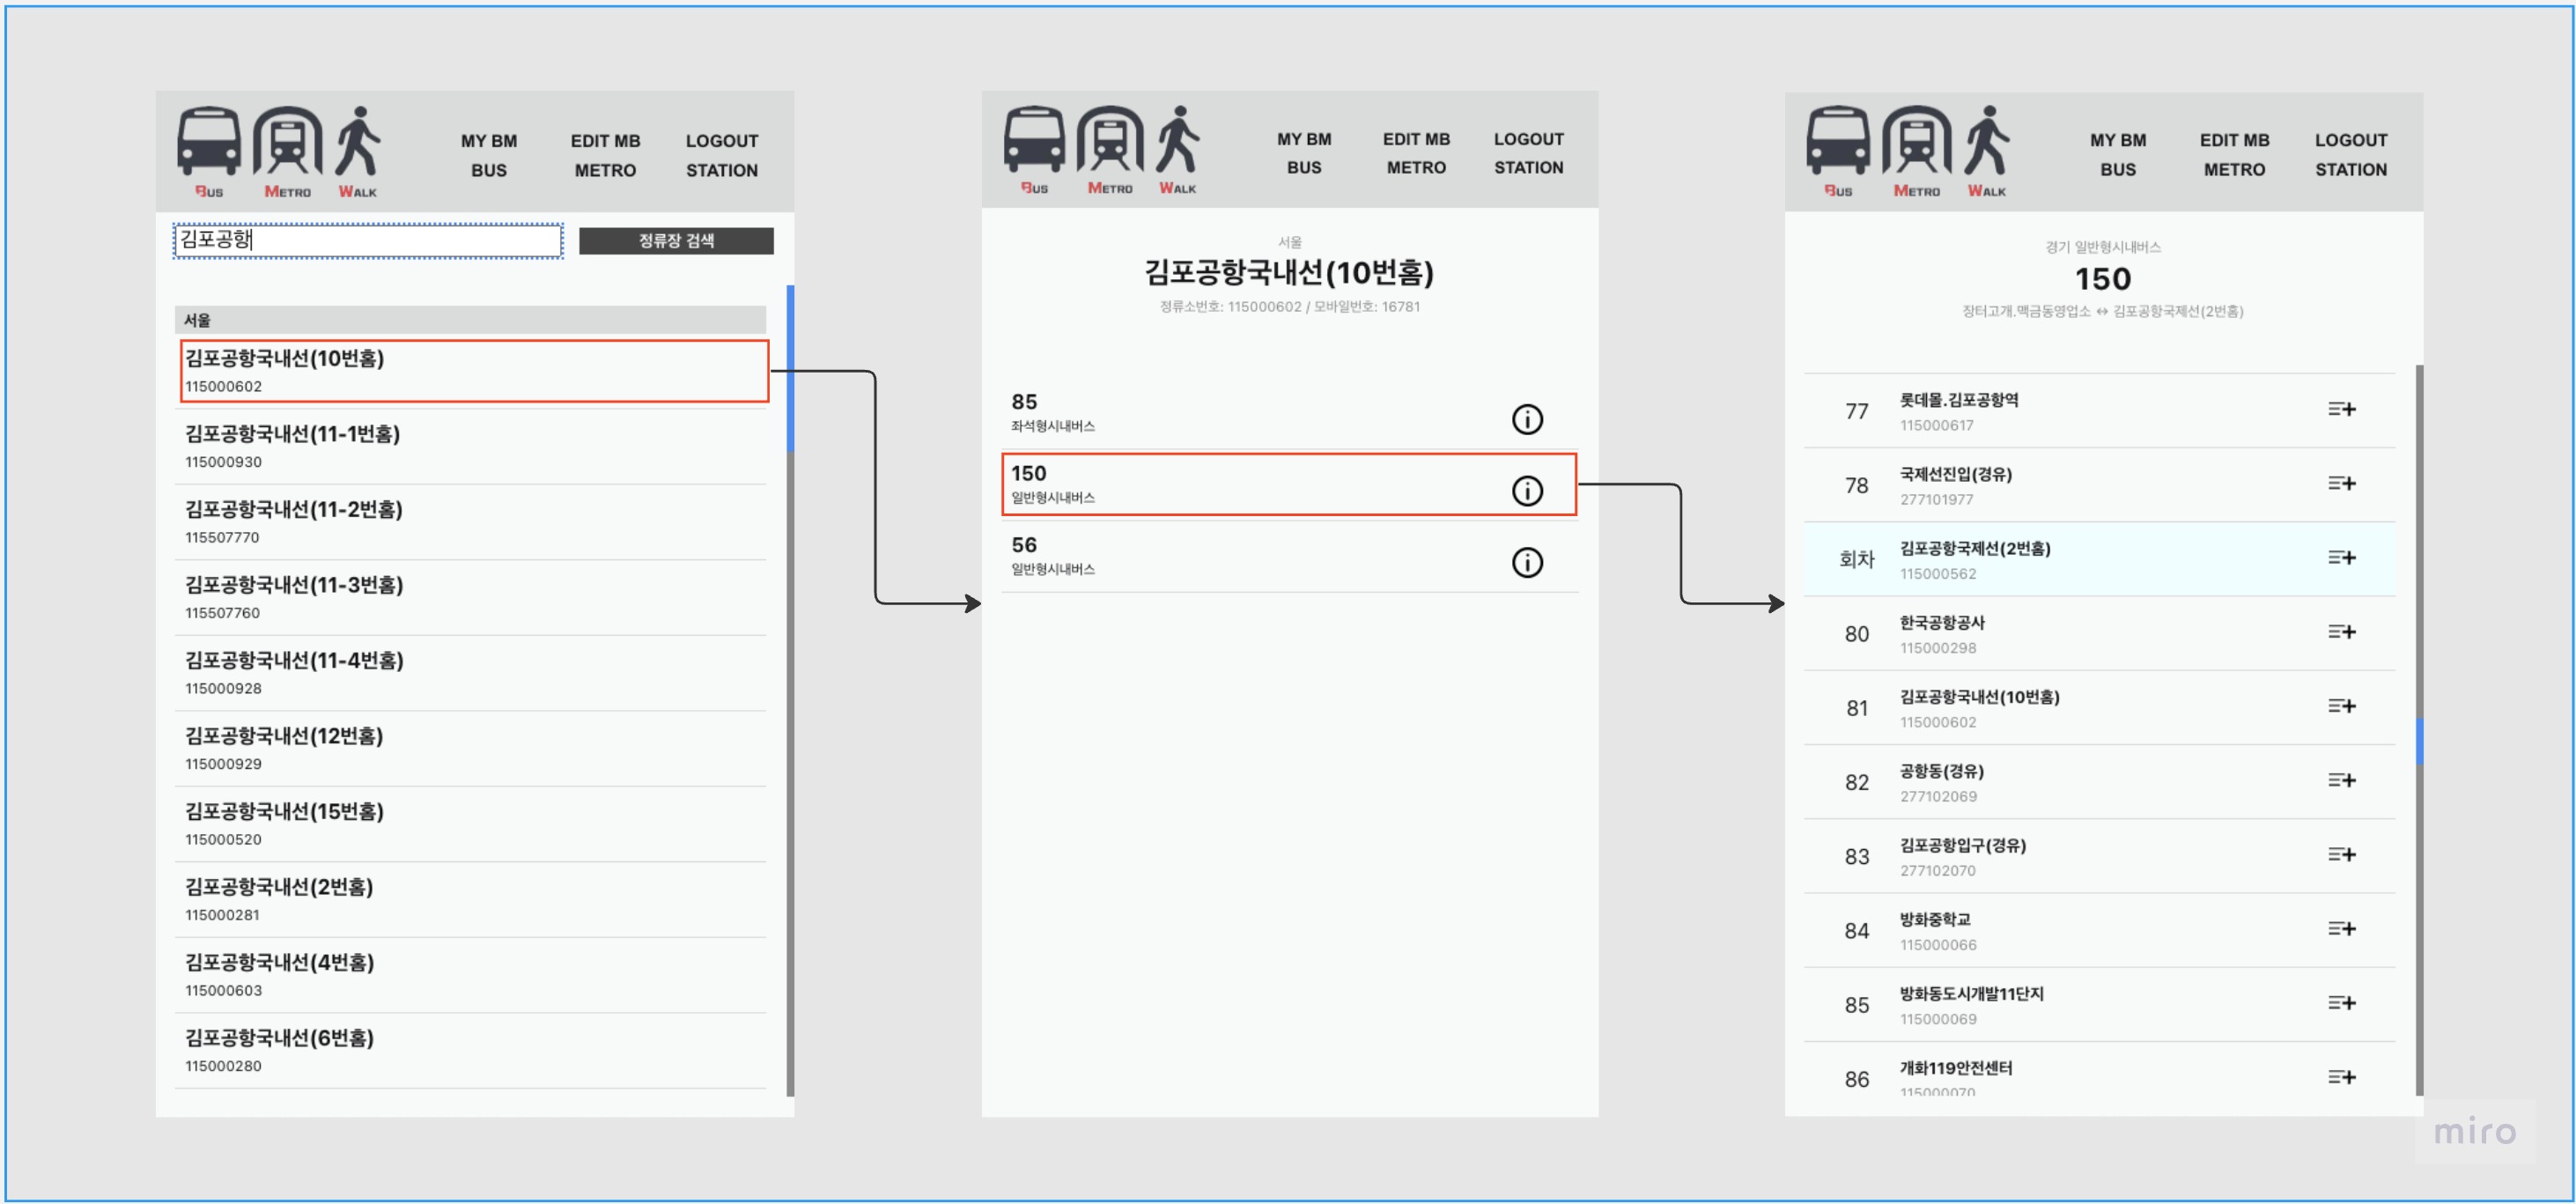 BUS METRO WALK
MY BM EDIT MB LOGOUT
BUS METRO STATION
김포공항
정류장 검색
서울
김포공항국내선(10번홈)
115000602
김포공항국내선(11-1번홈)
115000930
김포공항국내선(11-2번홈)
115507770
김포공항국내선(11-3번홈)
115507760
김포공항국내선(11-4번홈)
115000928
김포공항국내선(12번홈)
115000929
김포공항국내선(15번홈)
115000520
김포공항국내선(2번홈)
115000281
김포공항국내선(4번홈)
115000603
김포공항국내선(6번홈)
115000280
BUS METRO WALK
MY BM EDIT MB LOGOUT
BUS METRO STATION
서울
김포공항국내선(10번홈)
정류소번호: 115000602 / 모바일번호: 16781
85
좌석형시내버스
150
일반형시내버스
56
일반형시내버스
BUS METRO WALK
MY BM EDIT MB LOGOUT
BUS METRO STATION
경기 일반형시내버스
150
장터고개.맥금동영업소 ↔ 김포공항국제선(2번홈)
77 롯데몰.김포공항역
115000617
78 국제선진입(경유)
277101977
회차 김포공항국제선(2번홈)
115000562
80 한국공항공사
115000298
81 김포공항국내선(10번홈)
115000602
82 공항동(경유)
277102069
83 김포공항입구(경유)
277102070
84 방화중학교
115000066
85 방화동도시개발11단지
115000069
86 개화119안전센터
115000070
miro